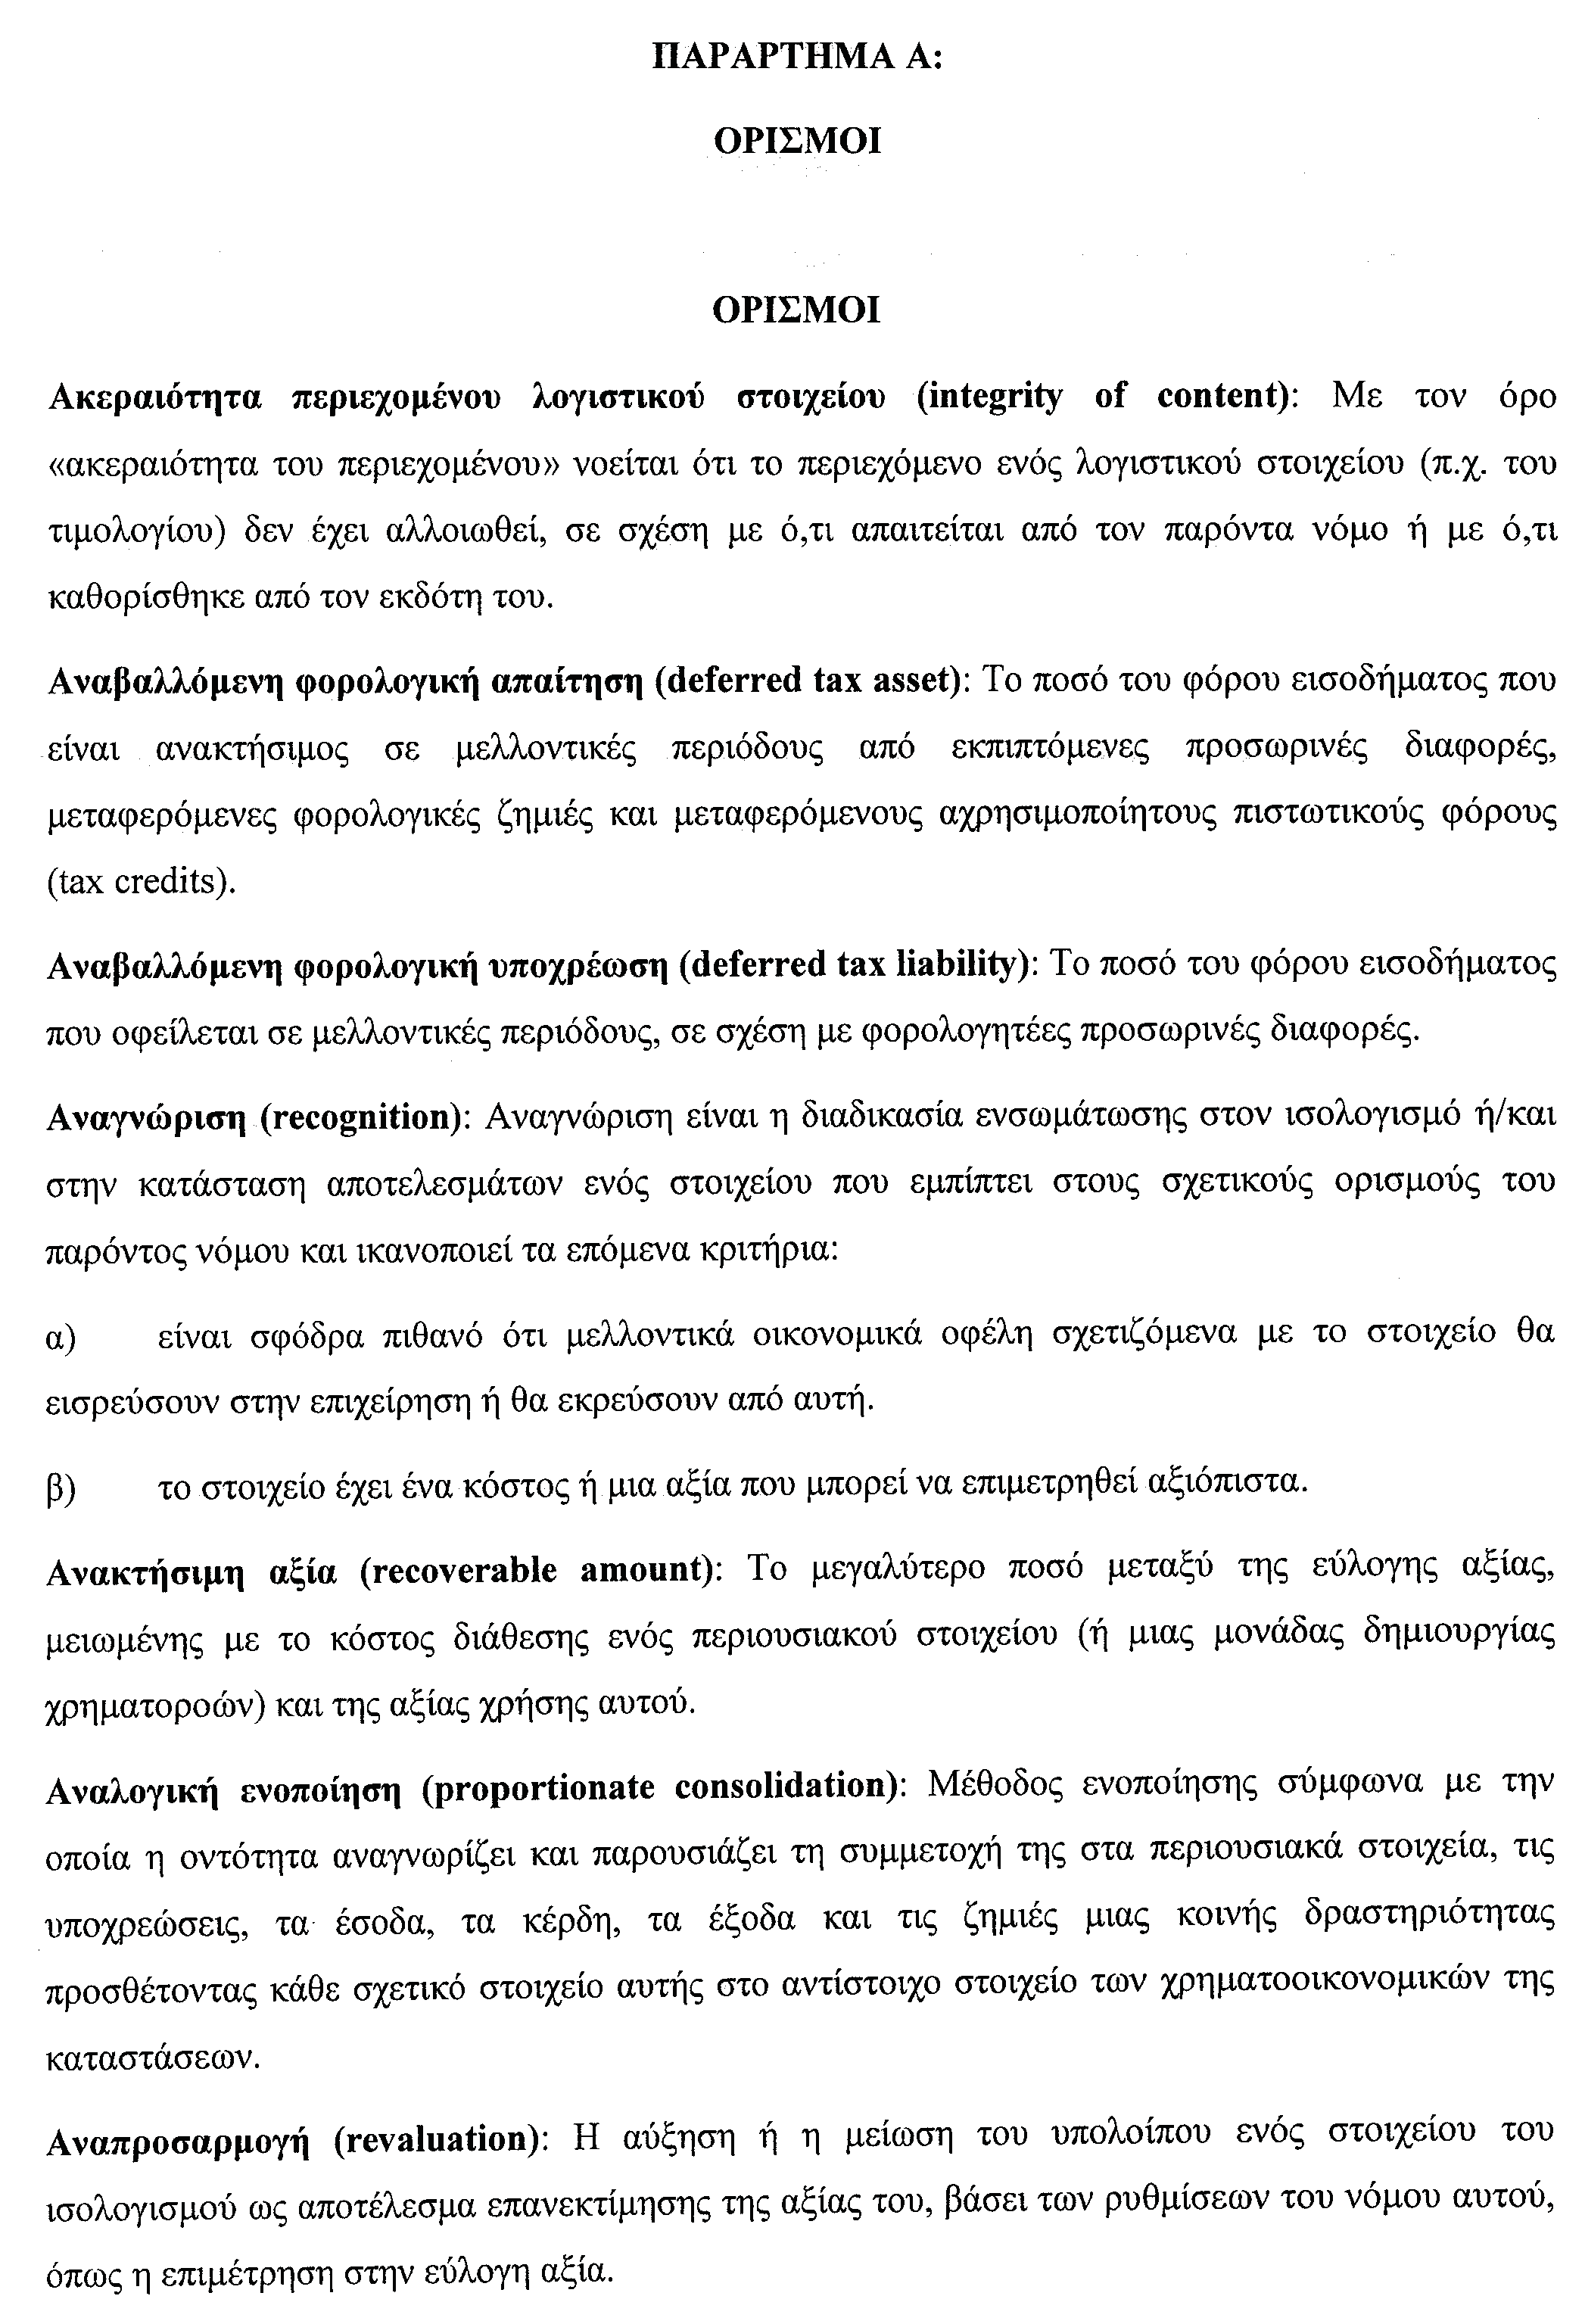 ΠΑΡΑΡΤΗΜΑ Α:
ΟΡΙΣΜΟΙ
ΟΡΙΣΜΟΙ
Ακεραιότητα περιεχομένου λογιστικού στοιχείου (integrity of content): Με τον όρο
«ακεραιότητα του περιεχομένου» νοείται ότι το περιεχόμενο ενός λογιστικού στοιχείου (π.χ. του
τιμολογίου) δεν έχει αλλοιωθεί, σε σχέση με ό,τι απαιτείται από τον παρόντα νόμο ή με ό,τι
καθορίσθηκε από τον εκδότη του.
Αναβαλλόμενη φορολογική απαίτηση (deferred tax asset): Το ποσό του φόρου εισοδήματος που
είναι ανακτήσιμος σε μελλοντικές περιόδους από εκπιπτόμενες προσωρινές διαφορές,
μεταφερόμενες φορολογικές ζημιές και μεταφερόμενους αχρησιμοποίητους πιστωτικούς φόρους
(tax credits).
Αναβαλλόμενη φορολογική υποχρέωση (deferred tax liability): Το ποσό του φόρου εισοδήματος
που οφείλεται σε μελλοντικές περιόδους, σε σχέση με φορολογητέες προσωρινές διαφορές.
Αναγνώριση (recognition): Αναγνώριση είναι η διαδικασία ενσωμάτωσης στον ισολογισμό ή/και
στην κατάσταση αποτελεσμάτων ενός στοιχείου που εμπίπτει στους σχετικούς ορισμούς του
παρόντος νόμου και ικανοποιεί τα επόμενα κριτήρια:
α) είναι σφόδρα πιθανό ότι μελλοντικά οικονομικά οφέλη σχετιζόμενα με το στοιχείο θα
εισρεύσουν στην επιχείρηση ή θα εκρεύσουν από αυτή.
β) το στοιχείο έχει ένα κόστος ή μια αξία που μπορεί να επιμετρηθεί αξιόπιστα.
Ανακτήσιμη αξία (recoverable amount): Το μεγαλύτερο ποσό μεταξύ της εύλογης αξίας,
μειωμένης με το κόστος διάθεσης ενός περιουσιακού στοιχείου (ή μιας μονάδας δημιουργίας
χρηματοροών) και της αξίας χρήσης αυτού.
Αναλογική ενοποίηση (proportionate consolidation): Μέθοδος ενοποίησης σύμφωνα με την
οποία η οντότητα αναγνωρίζει και παρουσιάζει τη συμμετοχή της στα περιουσιακά στοιχεία, τις
υποχρεώσεις, τα έσοδα, τα κέρδη, τα έξοδα και τις ζημιές μιας κοινής δραστηριότητας
προσθέτοντας κάθε σχετικό στοιχείο αυτής στο αντίστοιχο στοιχείο των χρηματοοικονομικών της
καταστάσεων.
Αναπροσαρμογή (revaluation): Η αύξηση ή η μείωση του υπολοίπου ενός στοιχείου του
ισολογισμού ως αποτέλεσμα επανεκτίμησης της αξίας του, βάσει των ρυθμίσεων του νόμου αυτού,
όπως η επιμέτρηση στην εύλογη αξία.